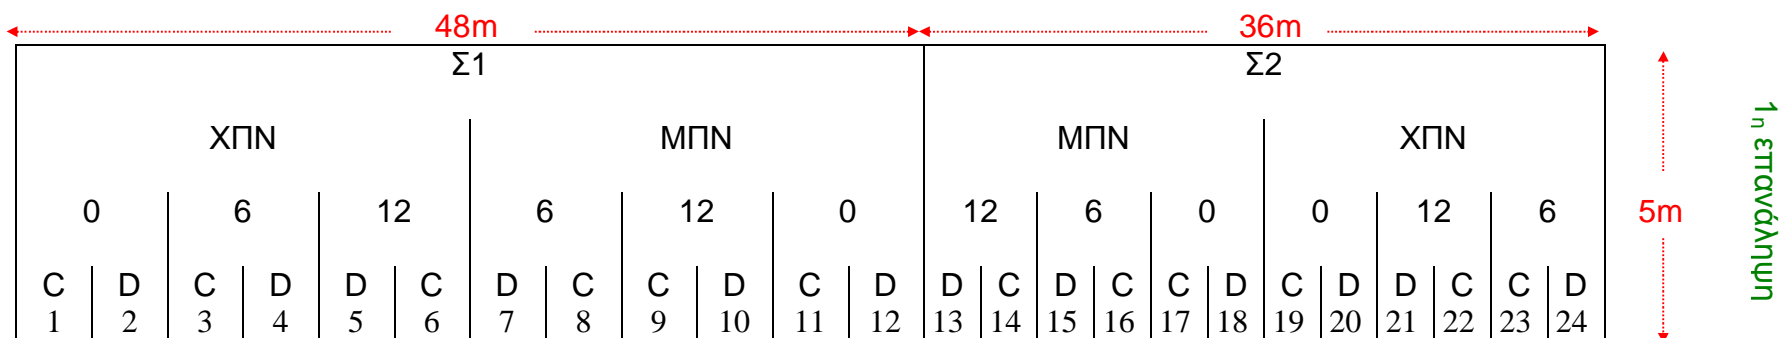 48m 36m
Σ1 Σ2
ΧΠΝ ΜΠΝ ΜΠΝ ΧΠΝ
0 6 12 6 12 0 12 6 0 0 12 6 5m
C D C D D C D C C D C D D C D C C D C D D C C D
1 2 3 4 5 6 7 8 9 10 11 12 13 14 15 16 17 18 19 20 21 22 23 24
1η επανάληψη